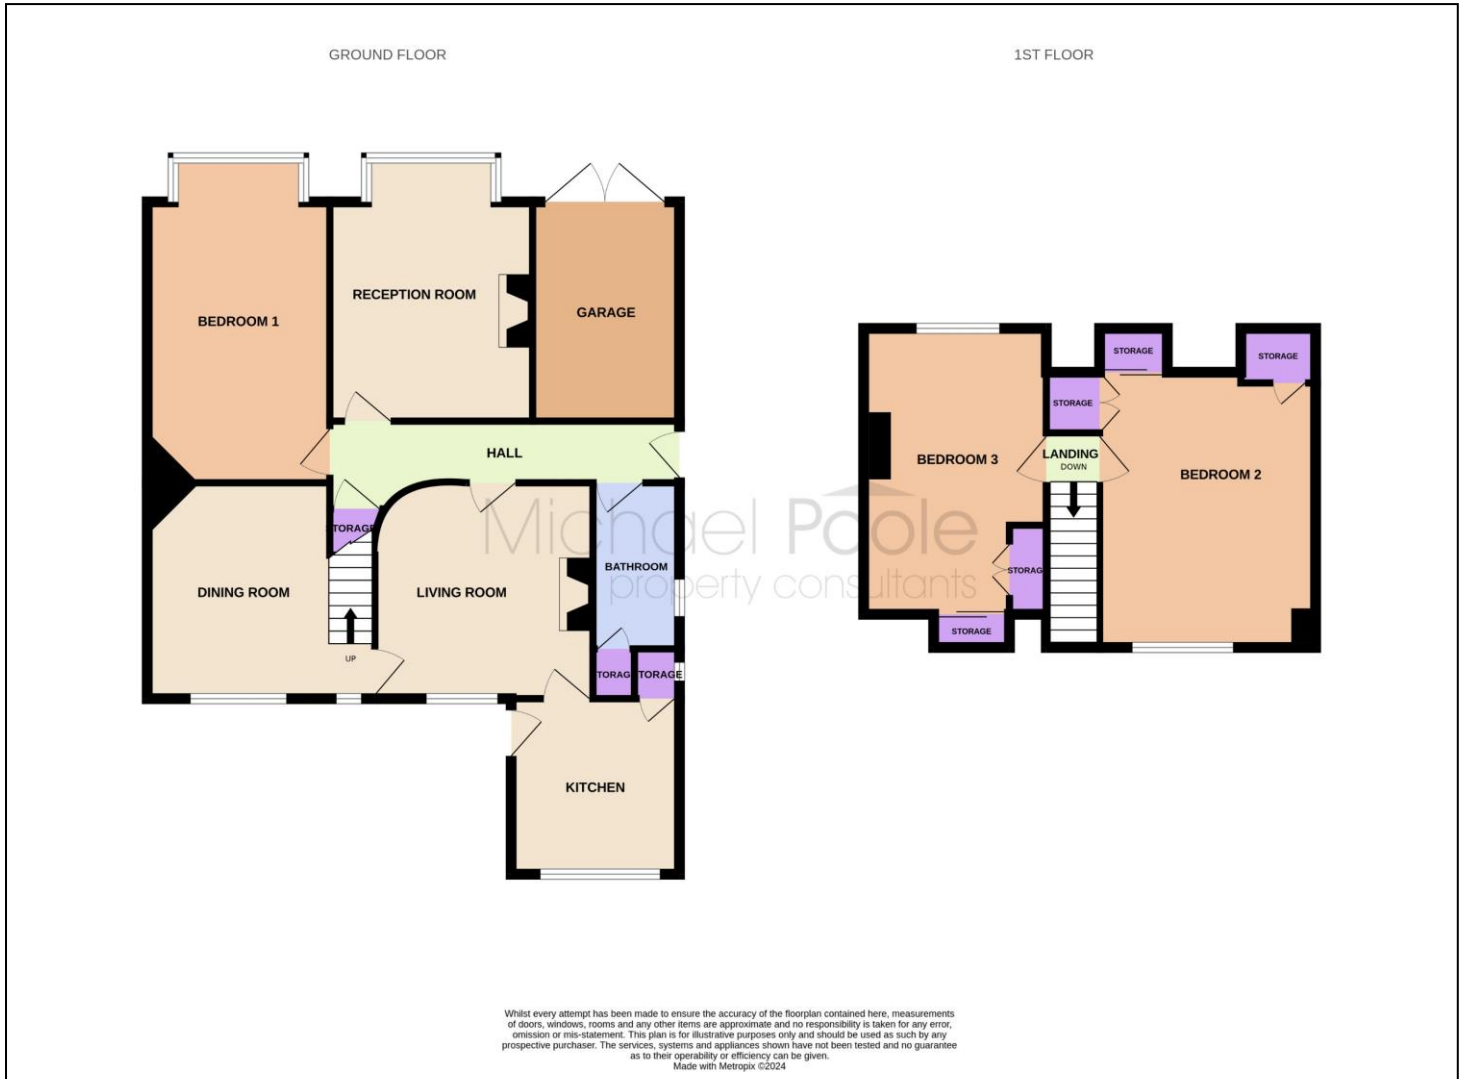 GROUND FLOOR
1ST FLOOR
BEDROOM 1
RECEPTION ROOM
GARAGE
HALL
STORAGE
DINING ROOM
LIVING ROOM
BATHROOM
UP
TORAG
TORAGE
KITCHEN
STORAGE
STORAGE
STORAGE
BEDROOM 3
LANDING
DOWN
BEDROOM 2
STORAG
STORAGE
Michael Poole
property consultants
Whilst every attempt has been made to ensure the accuracy of the floorplan contained here, measurements
of doors, windows, rooms and any other items are approximate and no responsibility is taken for any error,
omission or mis-statement. This plan is for illustrative purposes only and should be used as such by any
prospective purchaser. The services, systems and appliances shown have not been tested and no guarantee
as to their operability or efficiency can be given.
Made with Metropix ©2024